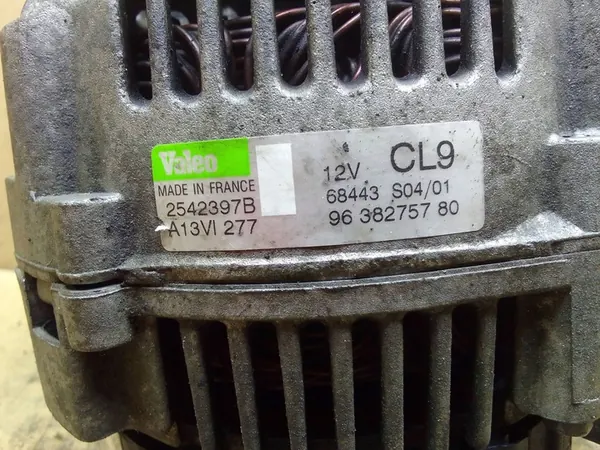 Valeo
MADE IN FRANCE
2542397B
A13VI 277
12V CL9
68443 S04/01
96 382757 80